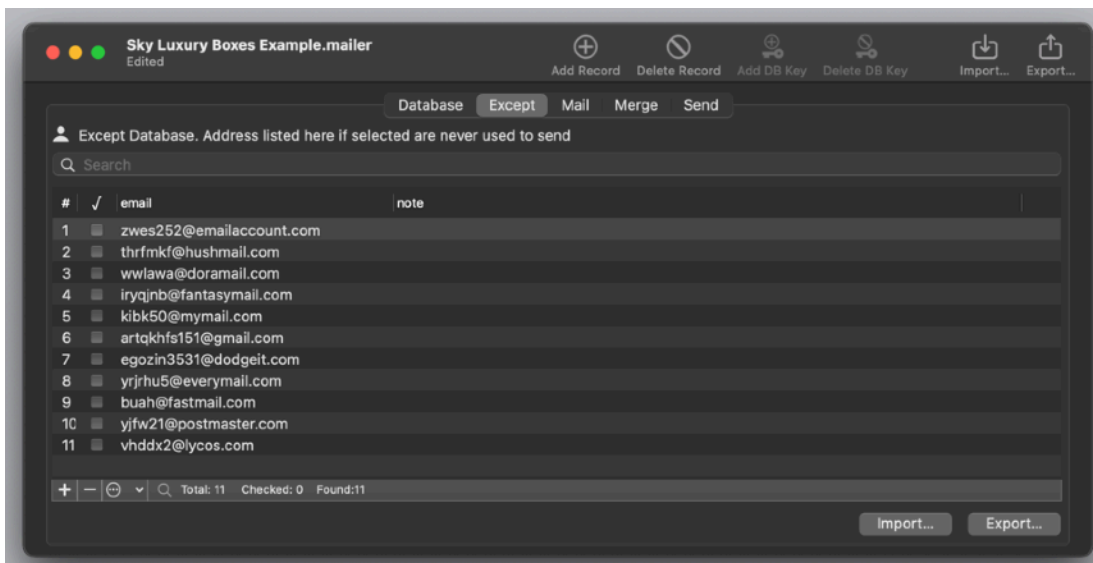 Sky Luxury Boxes Example.mailer
Edited
Add Record Delete Record Add DB Key Delete DB Key Import... Export...
Database Except Mail Merge Send
Except Database. Address listed here if selected are never used to send
Search
# √ email note
1 zwes252@emailaccount.com
2 thrfmkf@hushmail.com
3 wwlawa@doramail.com
4 iryqjnb@fantasymail.com
5 kibk50@mymail.com
6 artqkhfs151@gmail.com
7 egozin3531@dodgeit.com
8 yrjrhu5@everymail.com
9 buah@fastmail.com
10 yjfw21@postmaster.com
11 vhddx2@lycos.com
Total: 11 Checked: 0 Found:11
Import... Export...